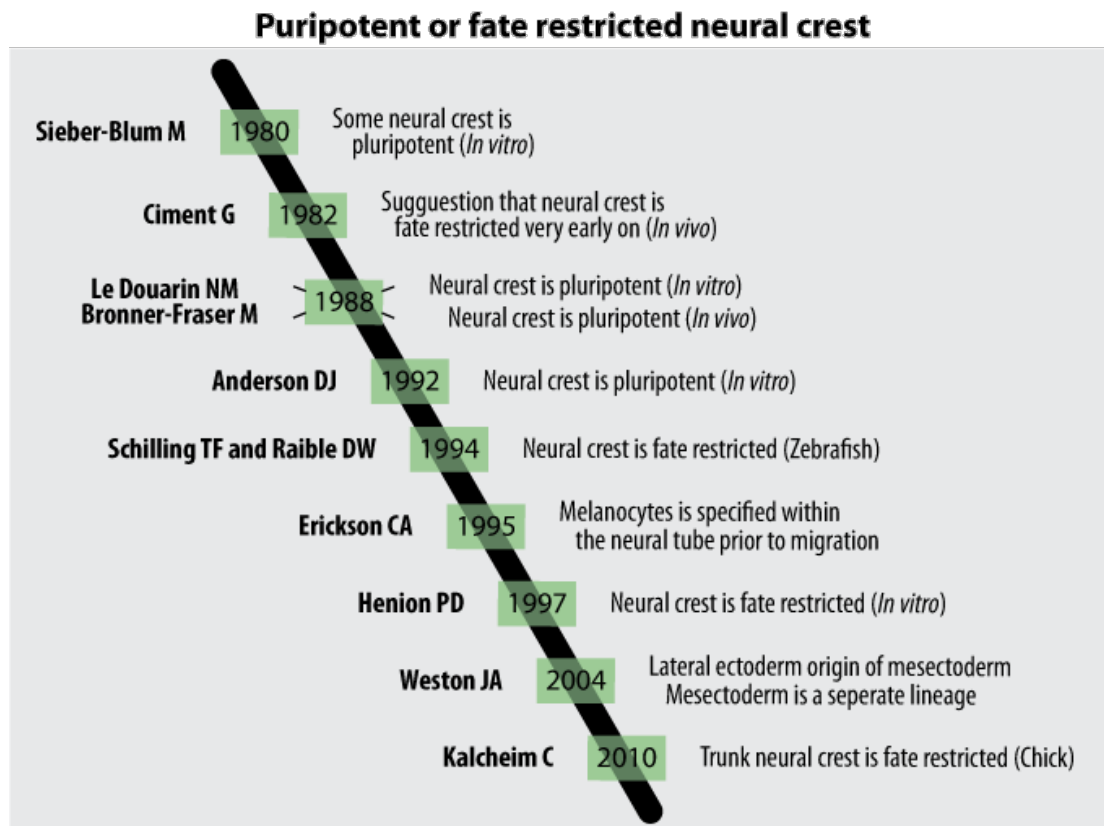 Puripotent or fate restricted neural crest
Sieber-Blum M
1980
Some neural crest is
pluripotent (In vitro)
Ciment G
1982
Sugguestion that neural crest is
fate restricted very early on (In vivo)
Le Douarin NM
Bronner-Fraser M
1988
Neural crest is pluripotent (In vitro)
Neural crest is pluripotent (In vivo)
Anderson DJ
1992
Neural crest is pluripotent (In vitro)
Schilling TF and Raible DW
1994
Neural crest is fate restricted (Zebrafish)
Erickson CA
1995
Melanocytes is specified within
the neural tube prior to migration
Henion PD
1997
Neural crest is fate restricted (In vitro)
Weston JA
2004
Lateral ectoderm origin of mesectoderm
Mesectoderm is a seperate lineage
Kalcheim C
2010
Trunk neural crest is fate restricted (Chick)